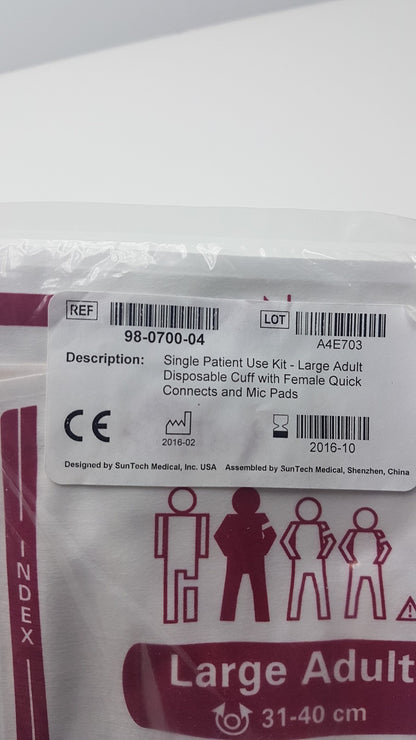 REF
98-0700-04
LOT
A4E703
Description: Single Patient Use Kit - Large Adult
Disposable Cuff with Female Quick
Connects and Mic Pads
CE
2016-02
2016-10
Designed by SunTech Medical, Inc. USA Assembled by SunTech Medical, Shenzhen, China
INDEX
Large Adult
31-40 cm